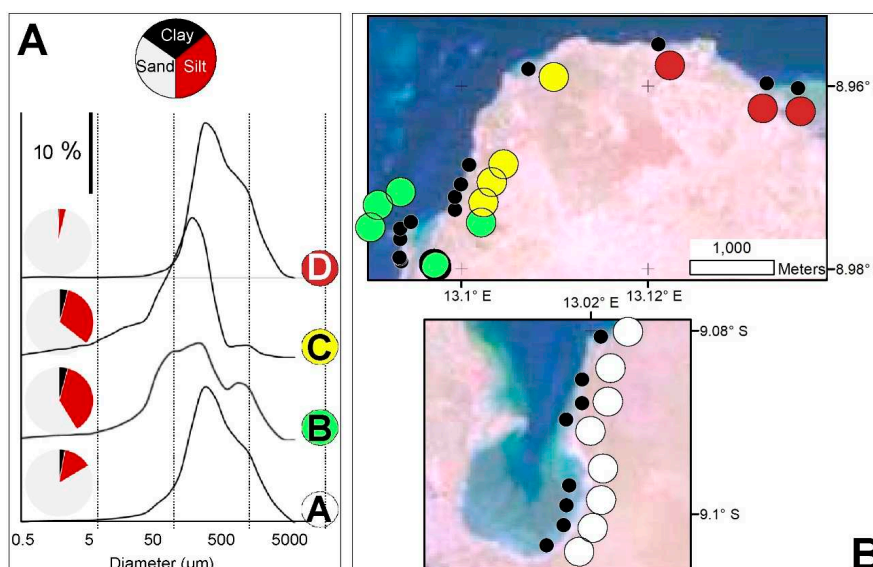 A
Clay
Sand
Silt
10 %
D
C
B
A
0.5 5 50 500 5000
Diameter (um)
8.96°
1,000
Meters
8.98°
13.1° E
13.12° E
13.02° E
9.08° S
9.1° S
B